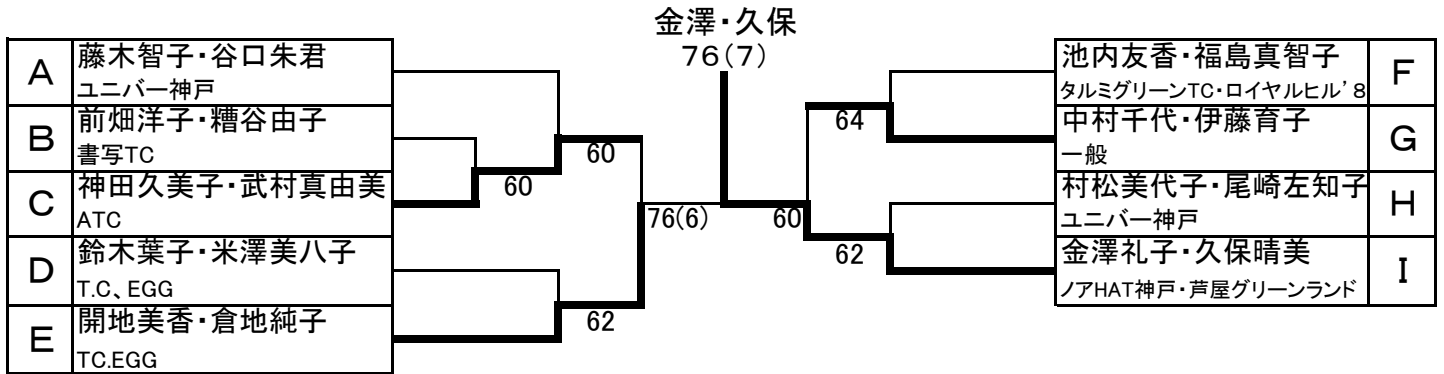 金澤・久保
76(7)
A
藤木智子・谷口朱君
ユニバー神戸
B
前畑洋子・糟谷由子
書写TC
C
神田久美子・武村真由美
ATC
D
鈴木葉子・米澤美八子
T.C、EGG
E
開地美香・倉地純子
TC.EGG
60
60
62
76(6)
60
64
62
池内友香・福島真智子
タルミグリーンTC・ロイヤルヒル’8
F
中村千代・伊藤育子
一般
G
村松美代子・尾崎左知子
ユニバー神戸
H
金澤礼子・久保晴美
ノアHAT神戸・芦屋グリーンランド
I